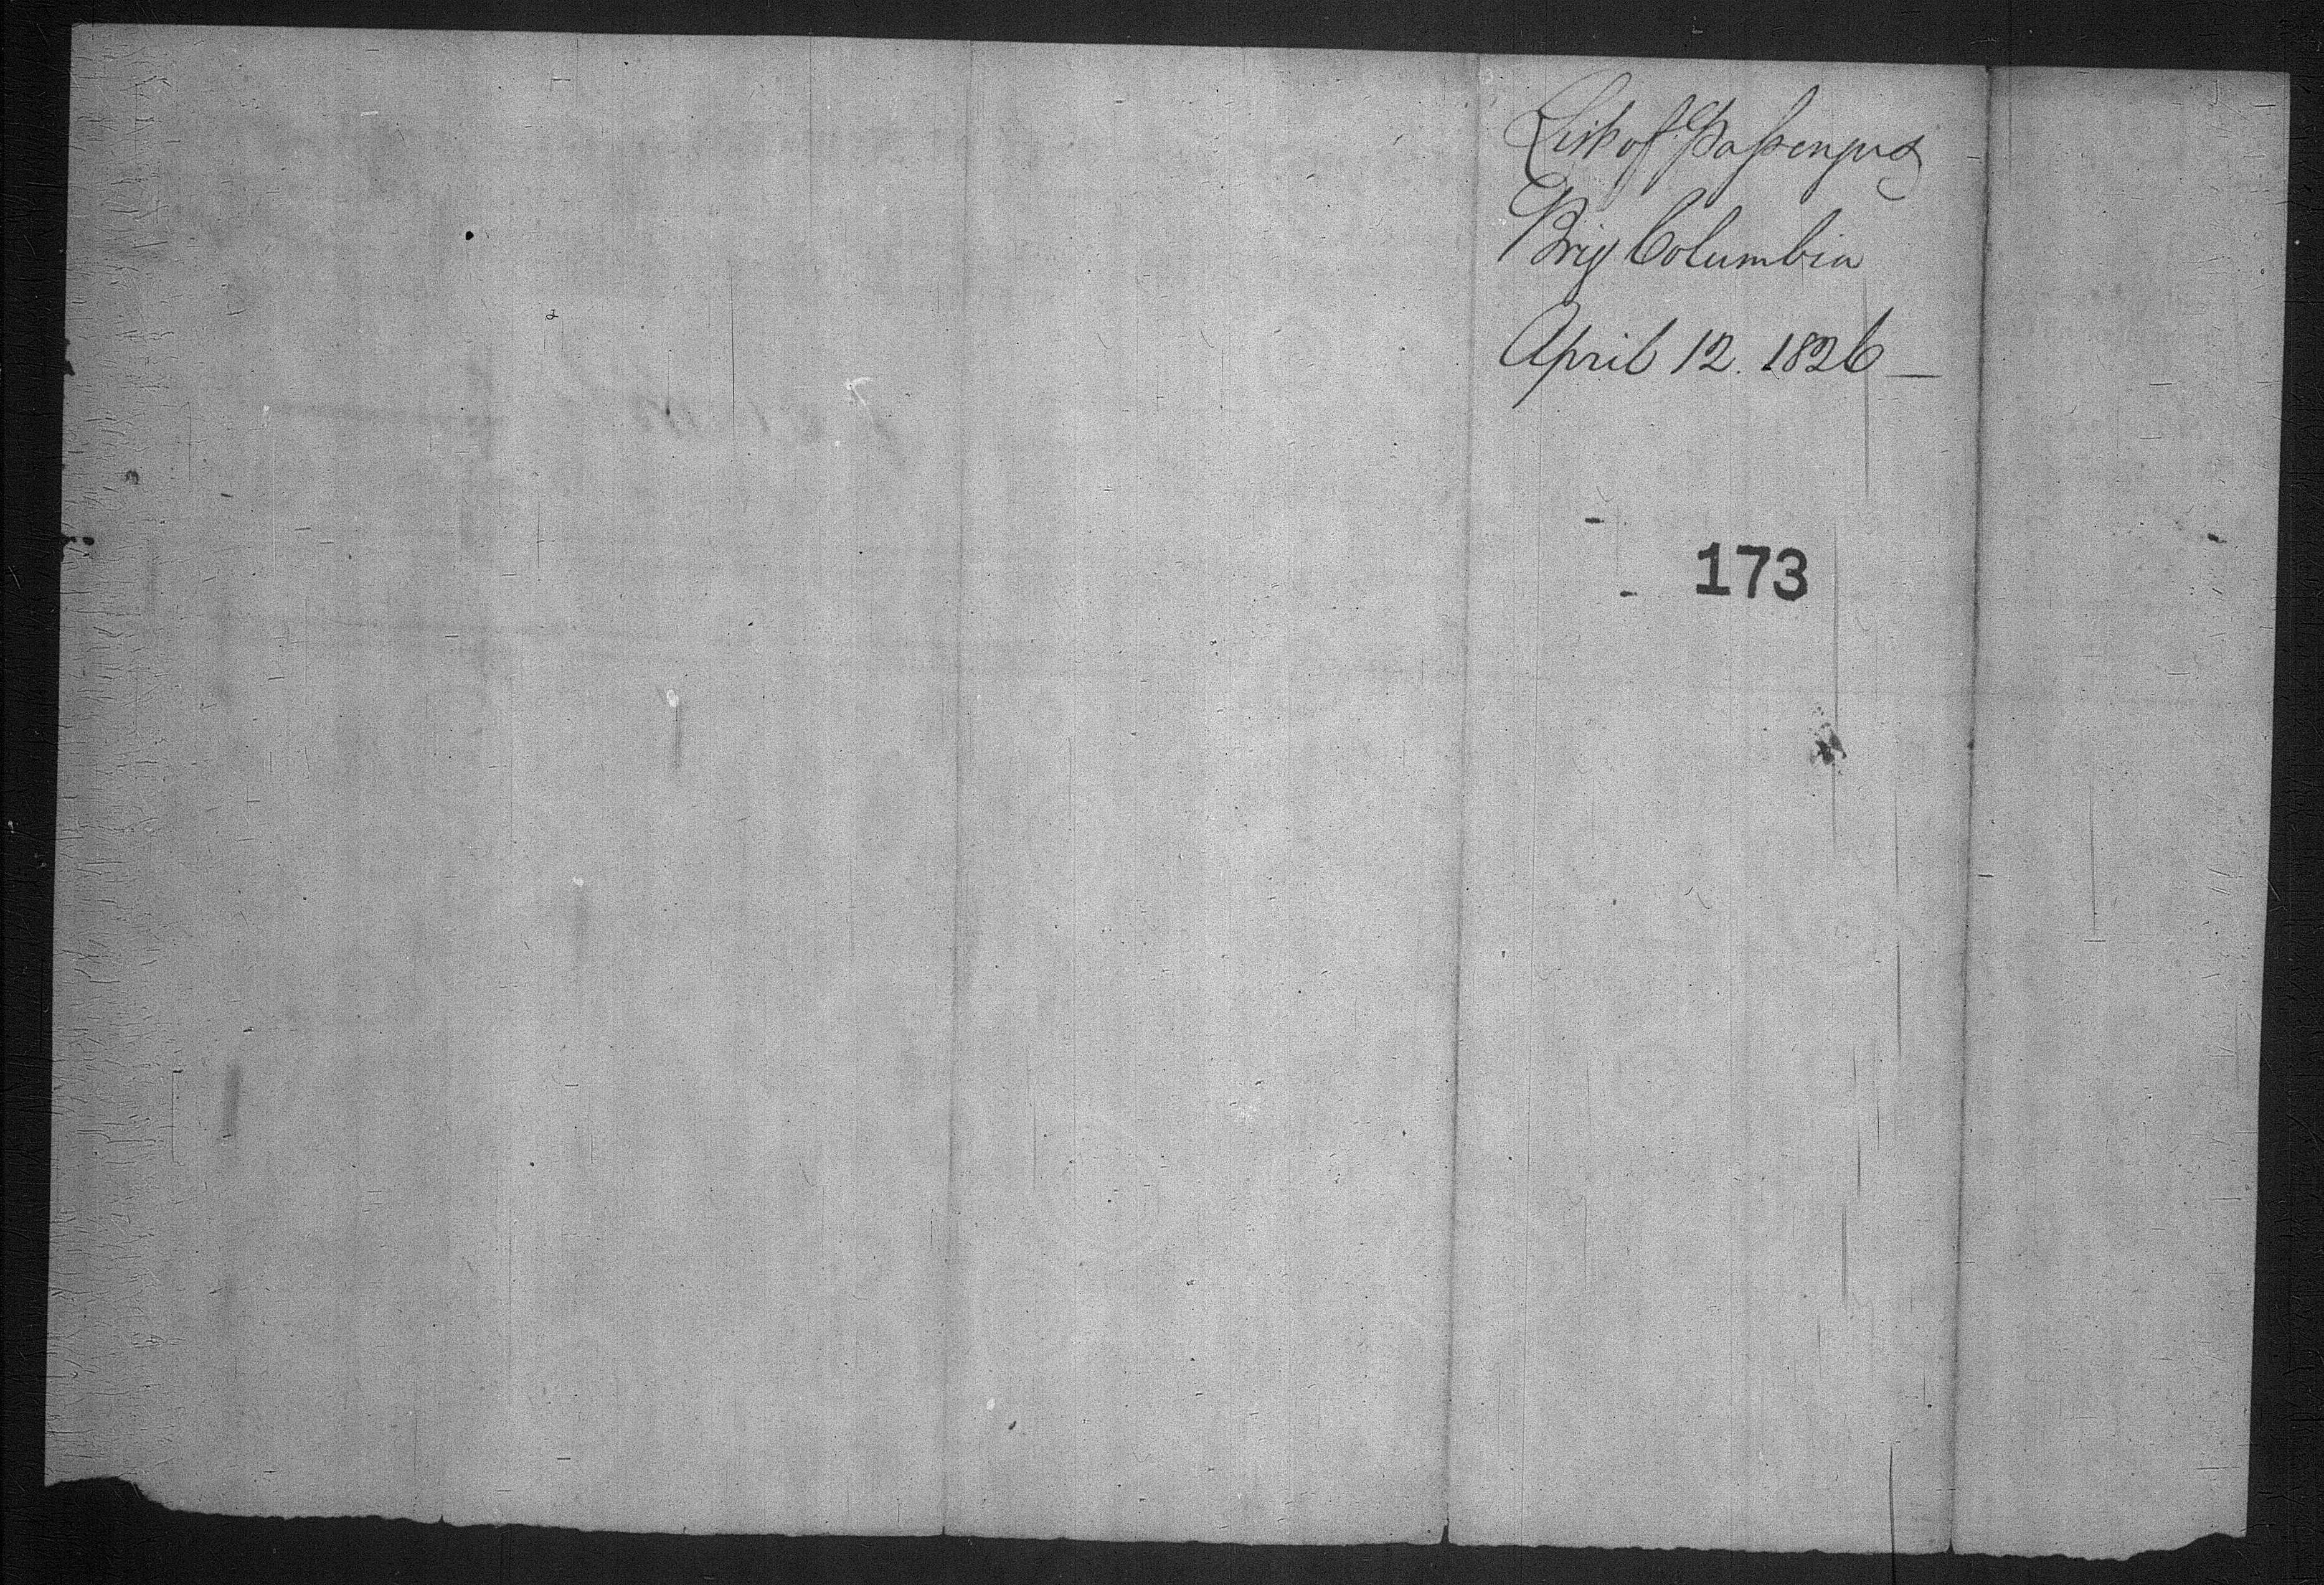 List of Passengers
Brig Columbia
April 12. 1826 —
173